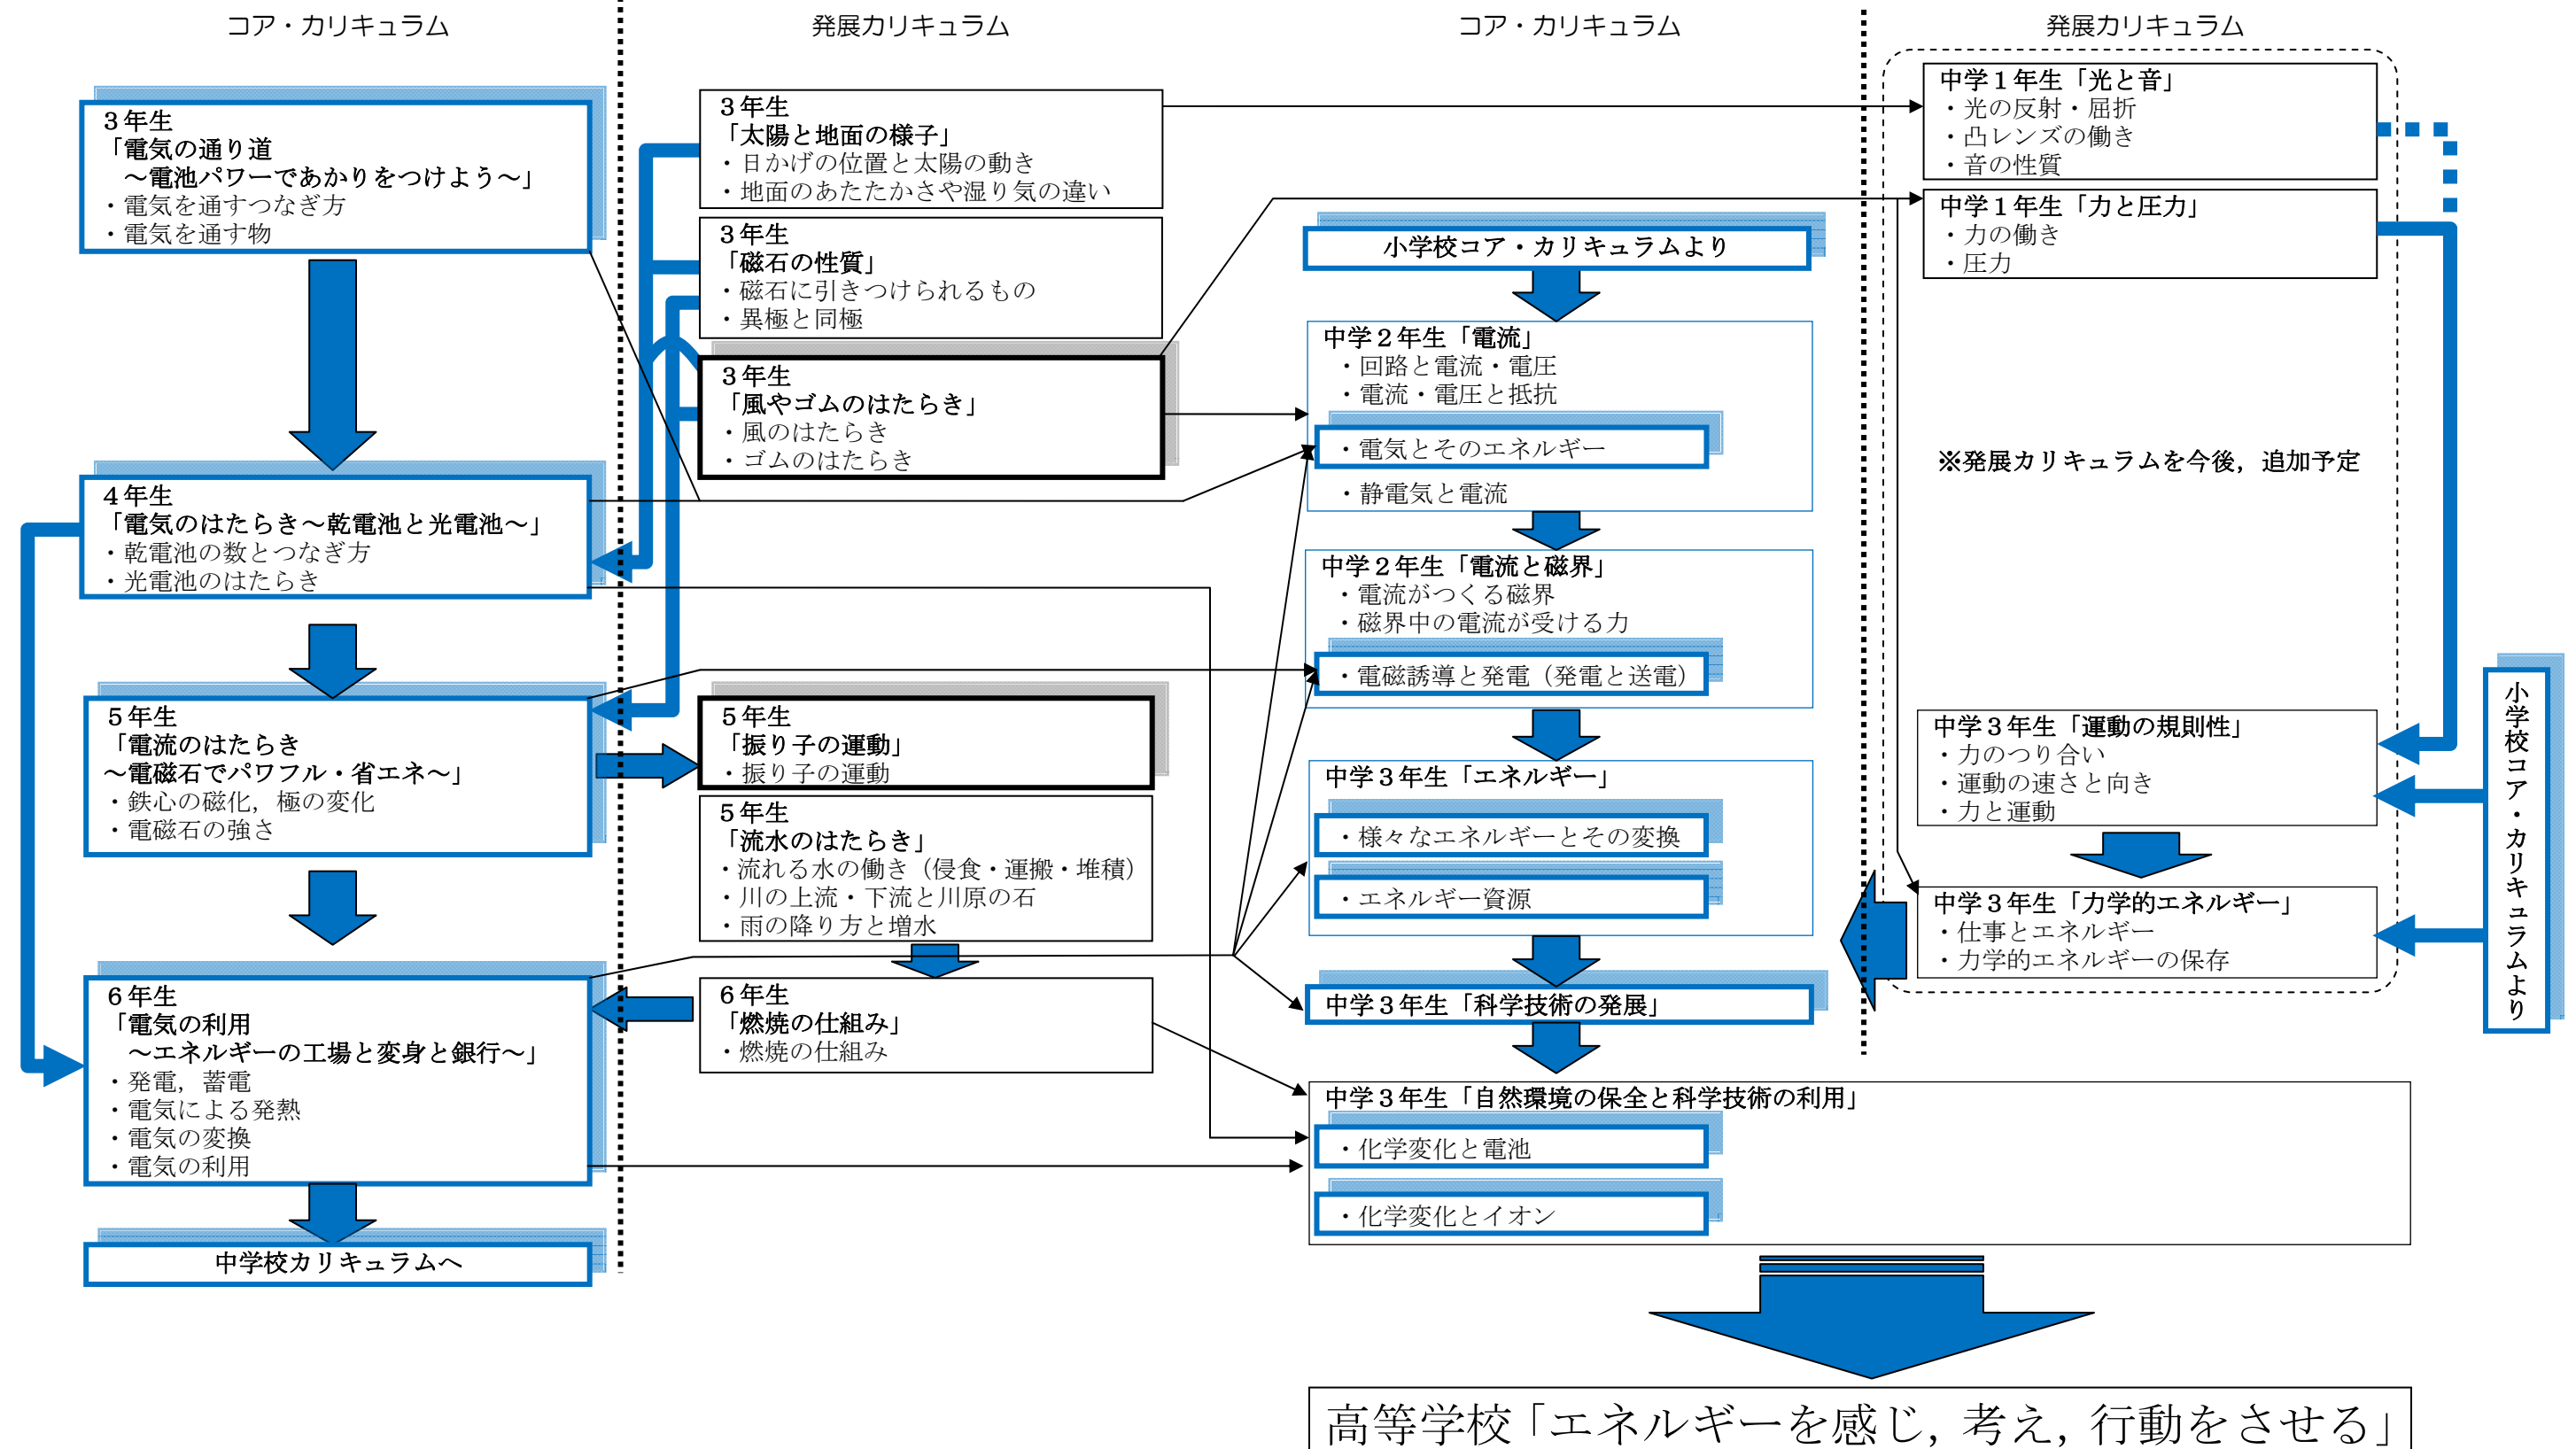 コア・カリキュラム
発展カリキュラム
コア・カリキュラム
発展カリキュラム
３年生
「電気の通り道
～電池パワーであかりをつけよう～」
・電気を通すつなぎ方
・電気を通す物
４年生
「電気のはたらき～乾電池と光電池～」
・乾電池の数とつなぎ方
・光電池のはたらき
５年生
「電流のはたらき
～電磁石でパワフル・省エネ～」
・鉄心の磁化，極の変化
・電磁石の強さ
６年生
「電気の利用
～エネルギーの工場と変身と銀行～」
・発電，蓄電
・電気による発熱
・電気の変換
・電気の利用
中学校カリキュラムへ
３年生
「太陽と地面の様子」
・日かげの位置と太陽の動き
・地面のあたたかさや湿り気の違い
３年生
「磁石の性質」
・磁石に引きつけられるもの
・異極と同極
３年生
「風やゴムのはたらき」
・風のはたらき
・ゴムのはたらき
５年生
「振り子の運動」
・振り子の運動
５年生
「流水のはたらき」
・流れる水の働き（侵食・運搬・堆積）
・川の上流・下流と川原の石
・雨の降り方と増水
６年生
「燃焼の仕組み」
・燃焼の仕組み
小学校コア・カリキュラムより
中学２年生「電流」
・回路と電流・電圧
・電流・電圧と抵抗
・電気とそのエネルギー
・静電気と電流
中学２年生「電流と磁界」
・電流がつくる磁界
・磁界中の電流が受ける力
・電磁誘導と発電（発電と送電）
中学３年生「エネルギー」
・様々なエネルギーとその変換
・エネルギー資源
中学３年生「科学技術の発展」
中学３年生「自然環境の保全と科学技術の利用」
・化学変化と電池
・化学変化とイオン
中学１年生「光と音」
・光の反射・屈折
・凸レンズの働き
・音の性質
中学１年生「力と圧力」
・力の働き
・圧力
※発展カリキュラムを今後，追加予定
中学３年生「運動の規則性」
・力のつり合い
・運動の速さと向き
・力と運動
中学３年生「力学的エネルギー」
・仕事とエネルギー
・力学的エネルギーの保存
小学校コア・カリキュラムより
高等学校「エネルギーを感じ，考え，行動をさせる」